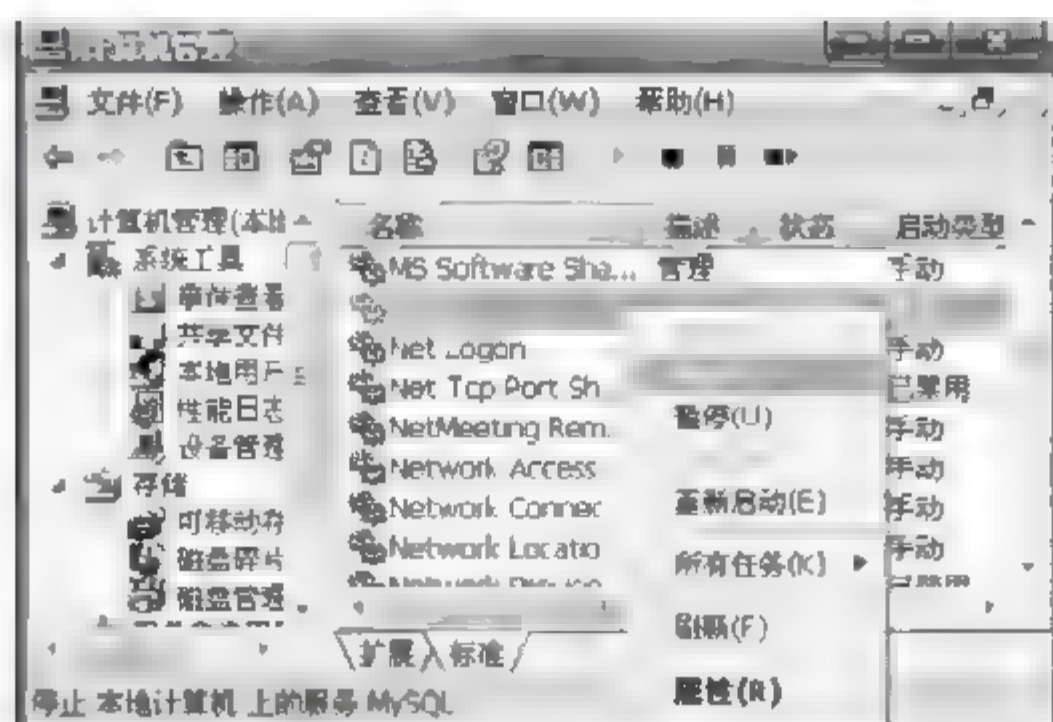 计算机管理
文件(F) 操作(A) 查看(V) 窗口(W) 帮助(H)
计算机管理(本地
系统工具
事件查看
共享文件
本地用户
性能日志
设备管理
存储
可移动存
磁盘碎片
磁盘管理
名称 描述 状态 启动类型
MS Software Sha... 管理 手动
Net Logon 手动
Net Tcp Port Sh 已禁用
NetMeeting Rem. 手动
Network Access 手动
Network Connec 手动
Network Locatio 手动
暂停(U)
重新启动(E)
所有任务(K)
刷新(F)
属性(R)
扩展 标准
停止 本地计算机 上的服务 MySQL